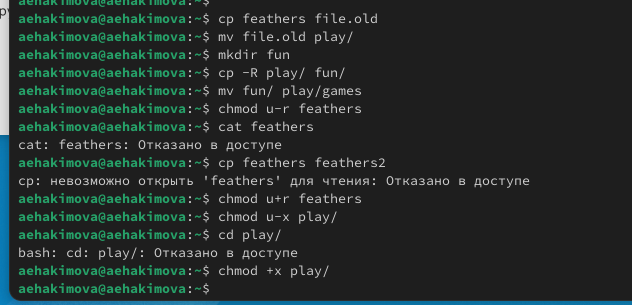 ру
aehakimova@aehakimova:~$ cp feathers file.old
aehakimova@aehakimova:~$ mv file.old play/
aehakimova@aehakimova:~$ mkdir fun
aehakimova@aehakimova:~$ cp -R play/ fun/
aehakimova@aehakimova:~$ mv fun/ play/games
aehakimova@aehakimova:~$ chmod u-r feathers
aehakimova@aehakimova:~$ cat feathers
cat: feathers: Отказано в доступе
aehakimova@aehakimova:~$ cp feathers feathers2
cp: невозможно открыть 'feathers' для чтения: Отказано в доступе
aehakimova@aehakimova:~$ chmod u+r feathers
aehakimova@aehakimova:~$ chmod u-x play/
aehakimova@aehakimova:~$ cd play/
bash: cd: play/: Отказано в доступе
aehakimova@aehakimova:~$ chmod +x play/
aehakimova@aehakimova:~$